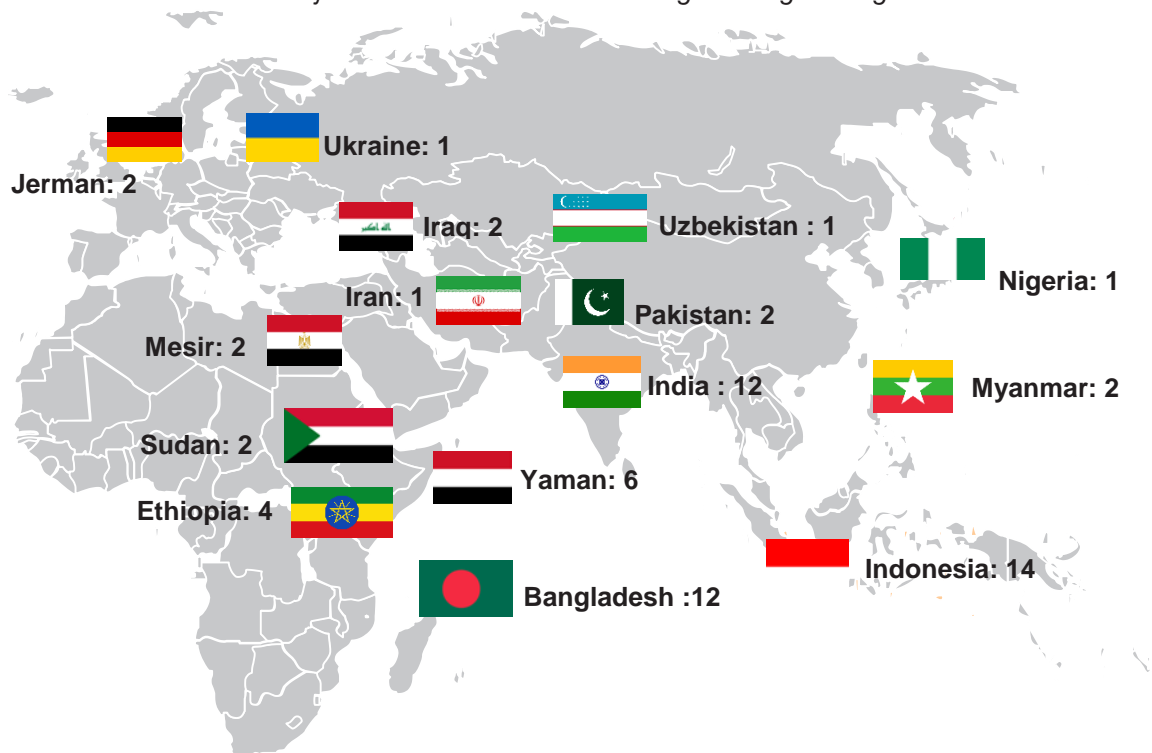 Ukraine: 1
Jerman: 2
Iraq: 2
Uzbekistan : 1
Nigeria: 1
Iran: 1
Pakistan: 2
Mesir: 2
India : 12
Myanmar: 2
Sudan: 2
Yaman: 6
Ethiopia: 4
Indonesia: 14
Bangladesh :12